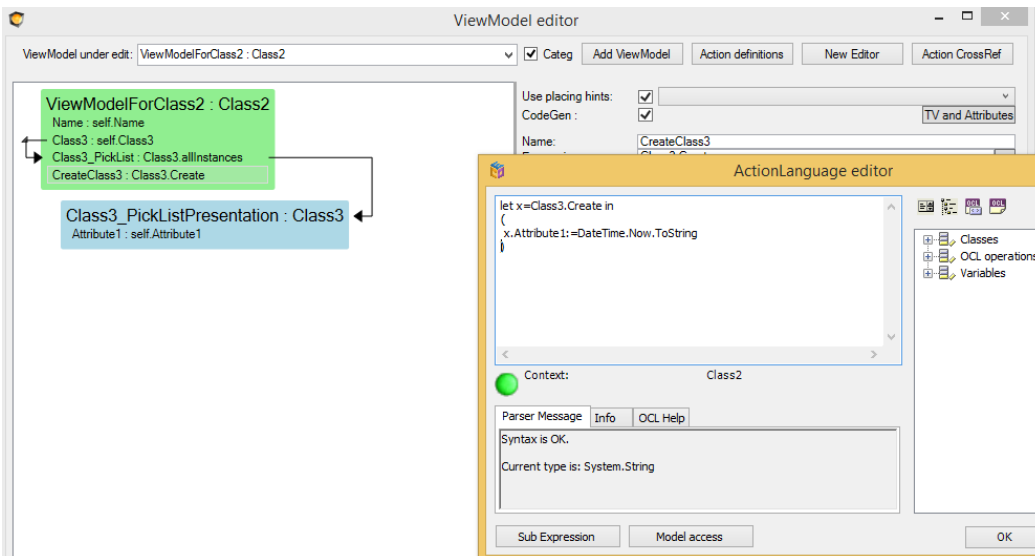 ViewModel editor
ViewModel under edit: ViewModelForClass2 : Class2
Categ
Add ViewModel
Action definitions
New Editor
Action CrossRef
ViewModelForClass2 : Class2
Name : self.Name
Class3 : self.Class3
Class3_PickList : Class3.allInstances
CreateClass3 : Class3.Create
Class3_PickListPresentation : Class3
Attribute1 : self.Attribute1
Use placing hints:
CodeGen :
TV and Attributes
Name: CreateClass3
ActionLanguage editor
let x=Class3.Create in
(
x.Attribute1:=DateTime.Now.ToString
)
Classes
OCL operations
Variables
Context: Class2
Parser Message
Info
OCL Help
Syntax is OK.
Current type is: System.String
Sub Expression
Model access
OK